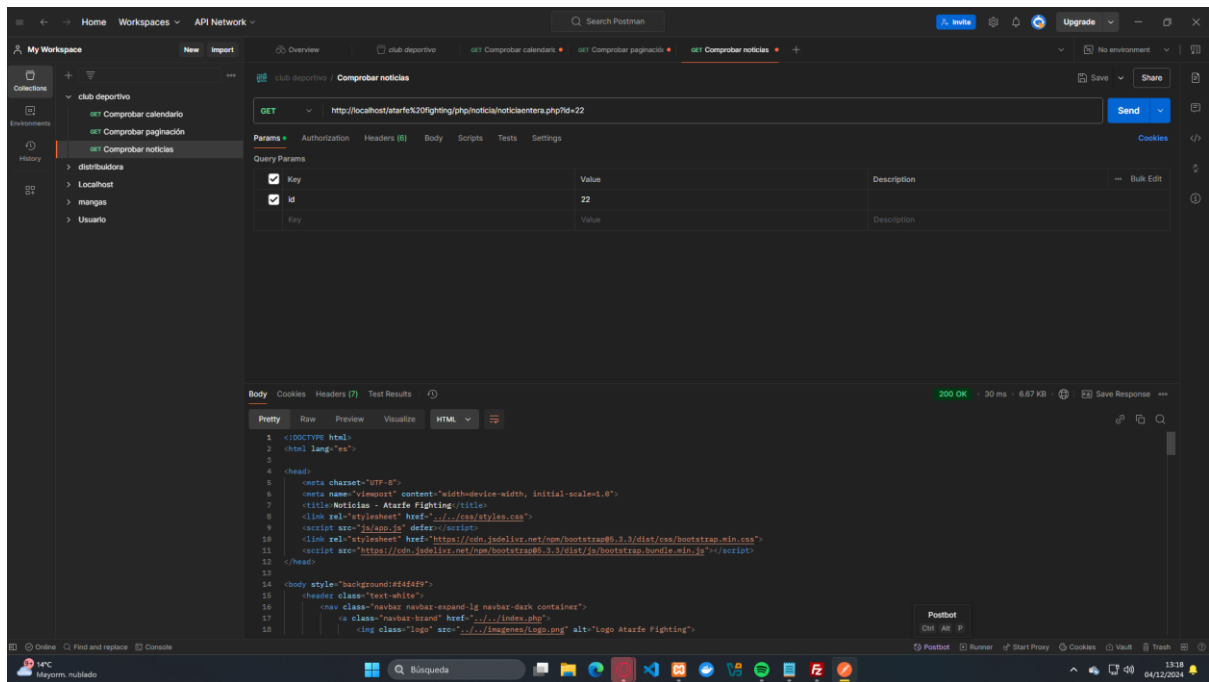 Home Workspaces API Network Search Postman Invite Upgrade
My Workspace New Import Overview club deportivo GET Comprobar calendari GET Comprobar paginació GET Comprobar noticias No environment
Collections
Environments
History
club deportivo
GET Comprobar calendario
GET Comprobar paginación
GET Comprobar noticias
distribuidora
Localhost
mangas
Usuario
club deportivo / Comprobar noticias Save Share
GET http://localhost/atarfe%20fighting/php/noticia/noticiaentera.php?id=22 Send
Params Authorization Headers (6) Body Scripts Tests Settings Cookies
Query Params
Key Value Description Bulk Edit
id 22
Key Value Description
Body Cookies Headers (7) Test Results 200 OK 30 ms 6.67 KB Save Response
Pretty Raw Preview Visualize HTML
1 <!DOCTYPE html>
2 <html lang="es">
3
4 <head>
5 <meta charset="UTF-8">
6 <meta name="viewport" content="width=device-width, initial-scale=1.0">
7 <title>Noticias - Atarfe Fighting</title>
8 <link rel="stylesheet" href="../../css/styles.css">
9 <script src="js/app.js" defer></script>
10 <link rel="stylesheet" href="https://cdn.jsdelivr.net/npm/bootstrap@5.3.3/dist/css/bootstrap.min.css">
11 <script src="https://cdn.jsdelivr.net/npm/bootstrap@5.3.3/dist/js/bootstrap.bundle.min.js"></script>
12 </head>
13
14 <body style="background:#f4f4f9">
15 <header class="text-white">
16 <nav class="navbar navbar-expand-lg navbar-dark container">
17 <a class="navbar-brand" href="../../index.php">
18 <img class="logo" src="../../imagenes/Logo.png" alt="Logo Atarfe Fighting">
Postbot
Ctrl Alt P
Online Find and replace Console Postbot Runner Start Proxy Cookies Vault Trash
14°C
Mayorm. nublado
Búsqueda
13:18
04/12/2024